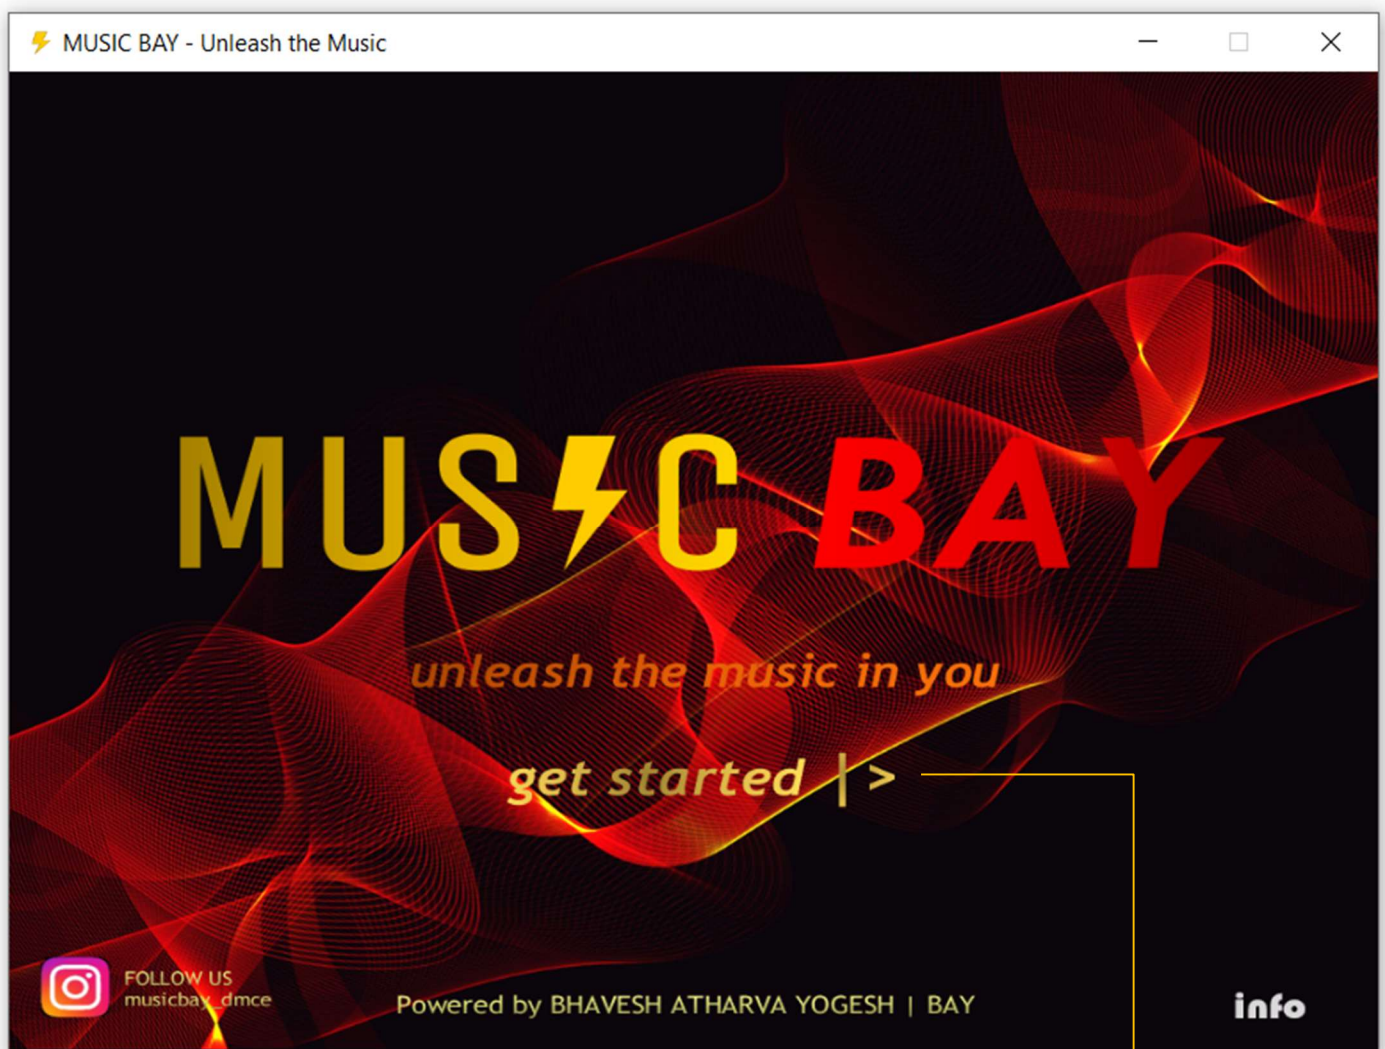 MUSIC BAY - Unleash the Music
MUSIC BAY
unleash the music in you
get started |>
FOLLOW US
musicbay_dmce
Powered by BHAVESH ATHARVA YOGESH | BAY
info